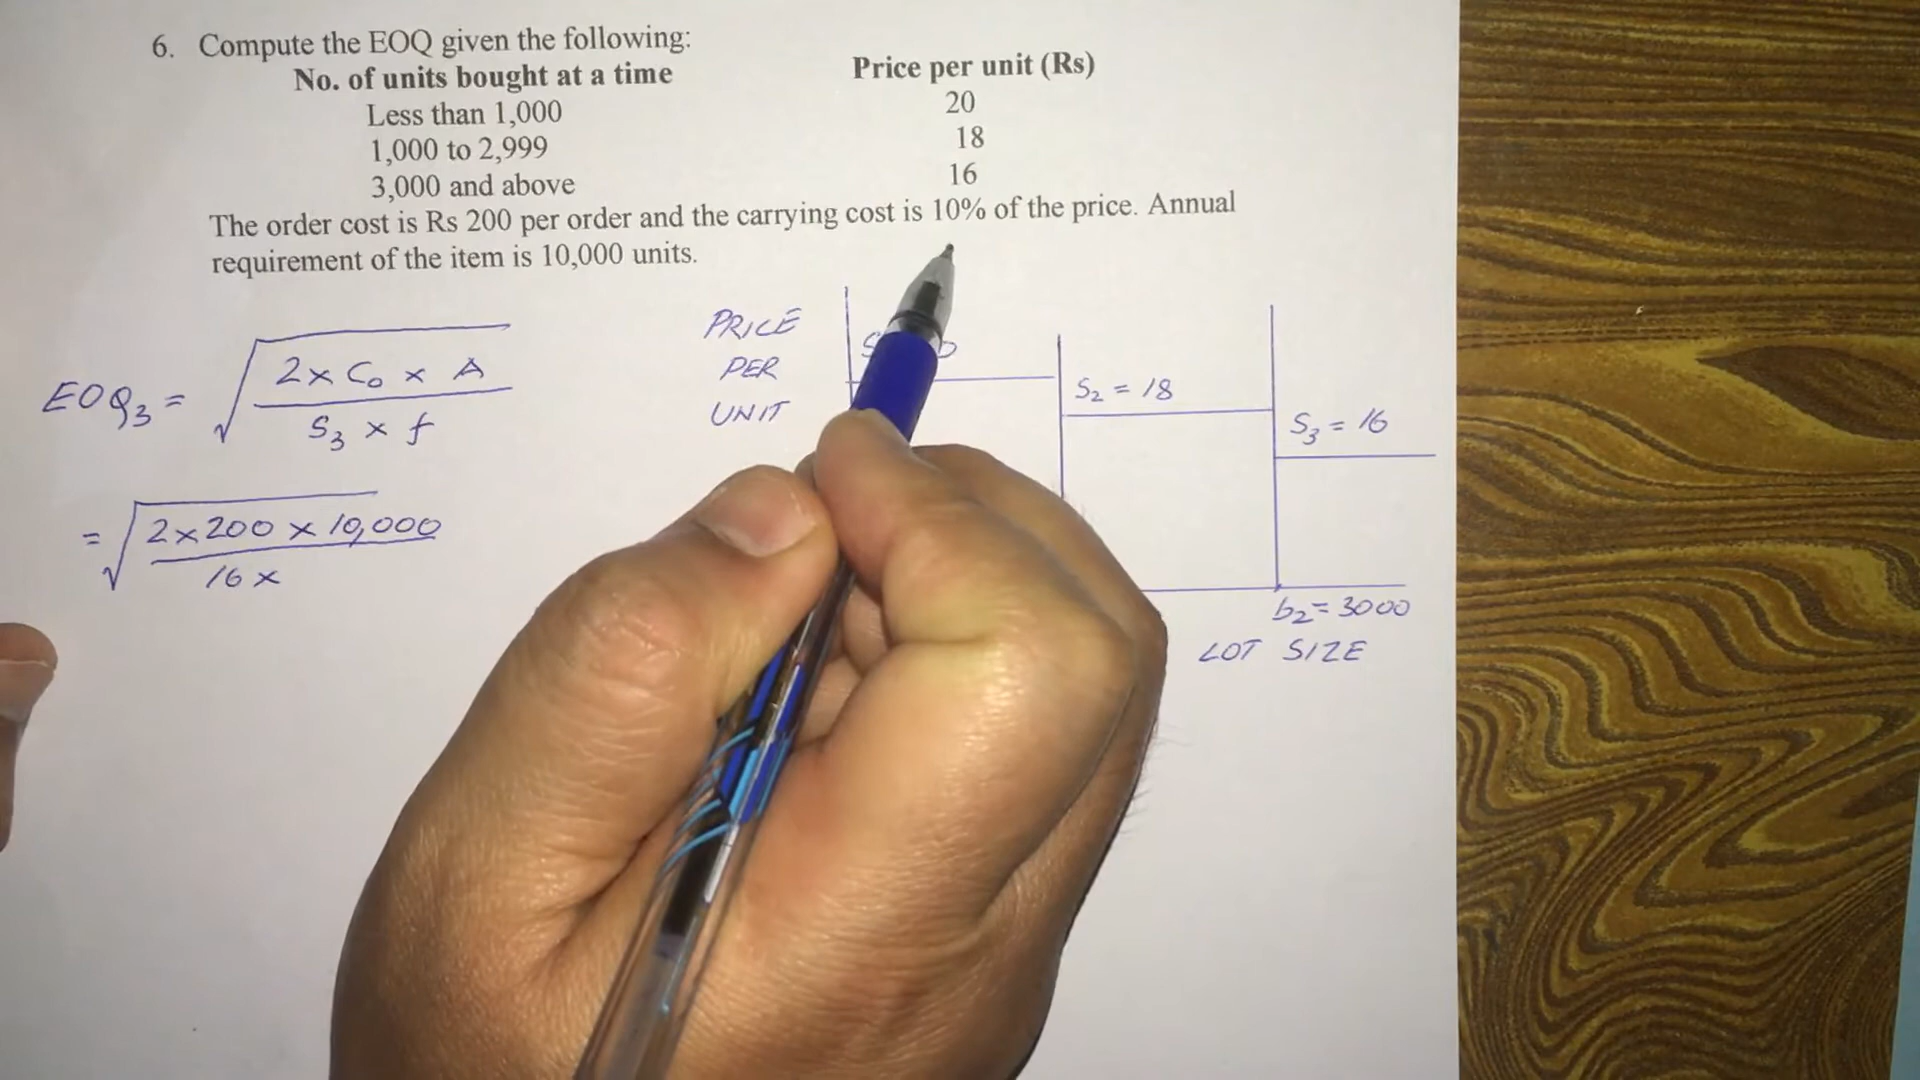 6. Compute the EOQ given the following:
No. of units bought at a time Price per unit (Rs)
Less than 1,000 20
1,000 to 2,999 18
3,000 and above 16
The order cost is Rs 200 per order and the carrying cost is 10% of the price. Annual
requirement of the item is 10,000 units.
EOQ₃ = √ 2 x C₀ x A
S₃ x f
= √ 2 x 200 x 10,000
16 x
PRICE
PER
UNIT
S₂ = 18
S₃ = 16
b₂ = 3000
LOT SIZE